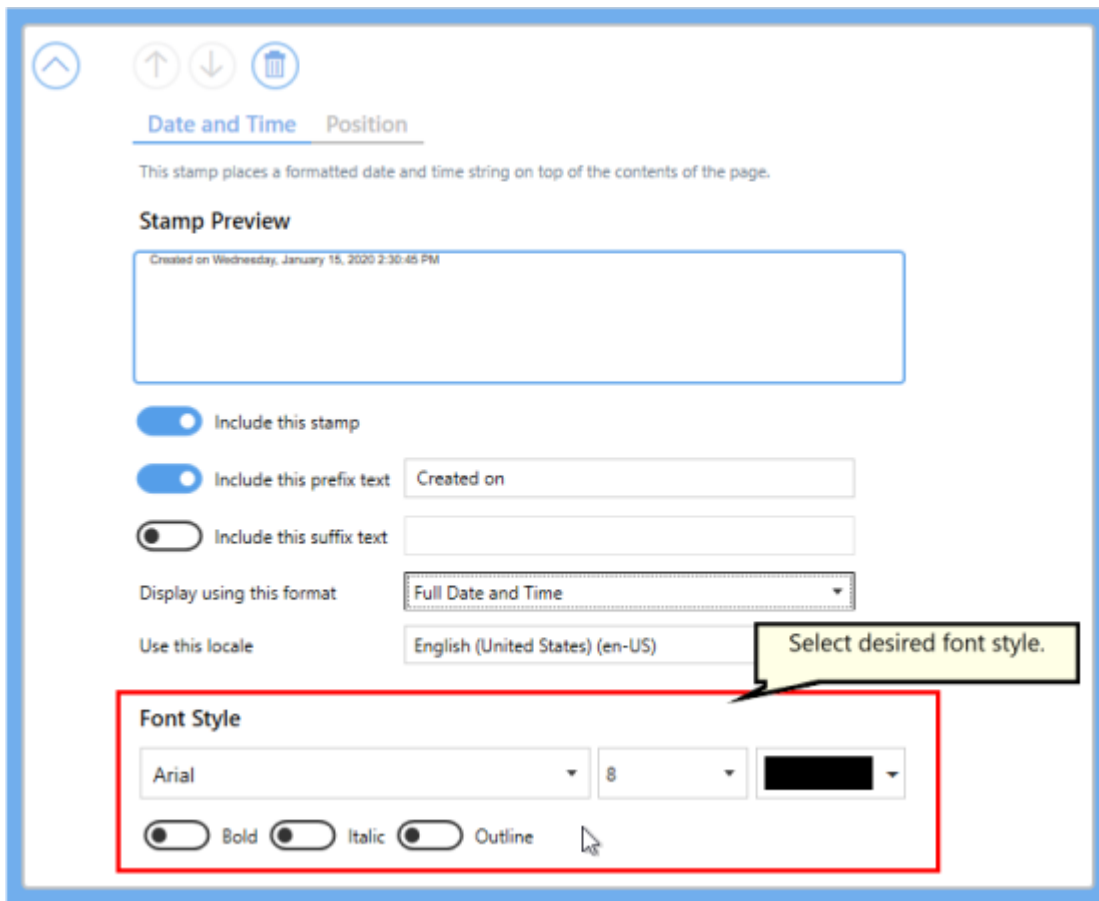 Date and Time Position
This stamp places a formatted date and time string on top of the contents of the page.
Stamp Preview
Created on Wednesday, January 15, 2020 2:30:45 PM
Include this stamp
Include this prefix text Created on
Include this suffix text
Display using this format Full Date and Time
Use this locale English (United States) (en-US)
Select desired font style.
Font Style
Arial 8
Bold Italic Outline